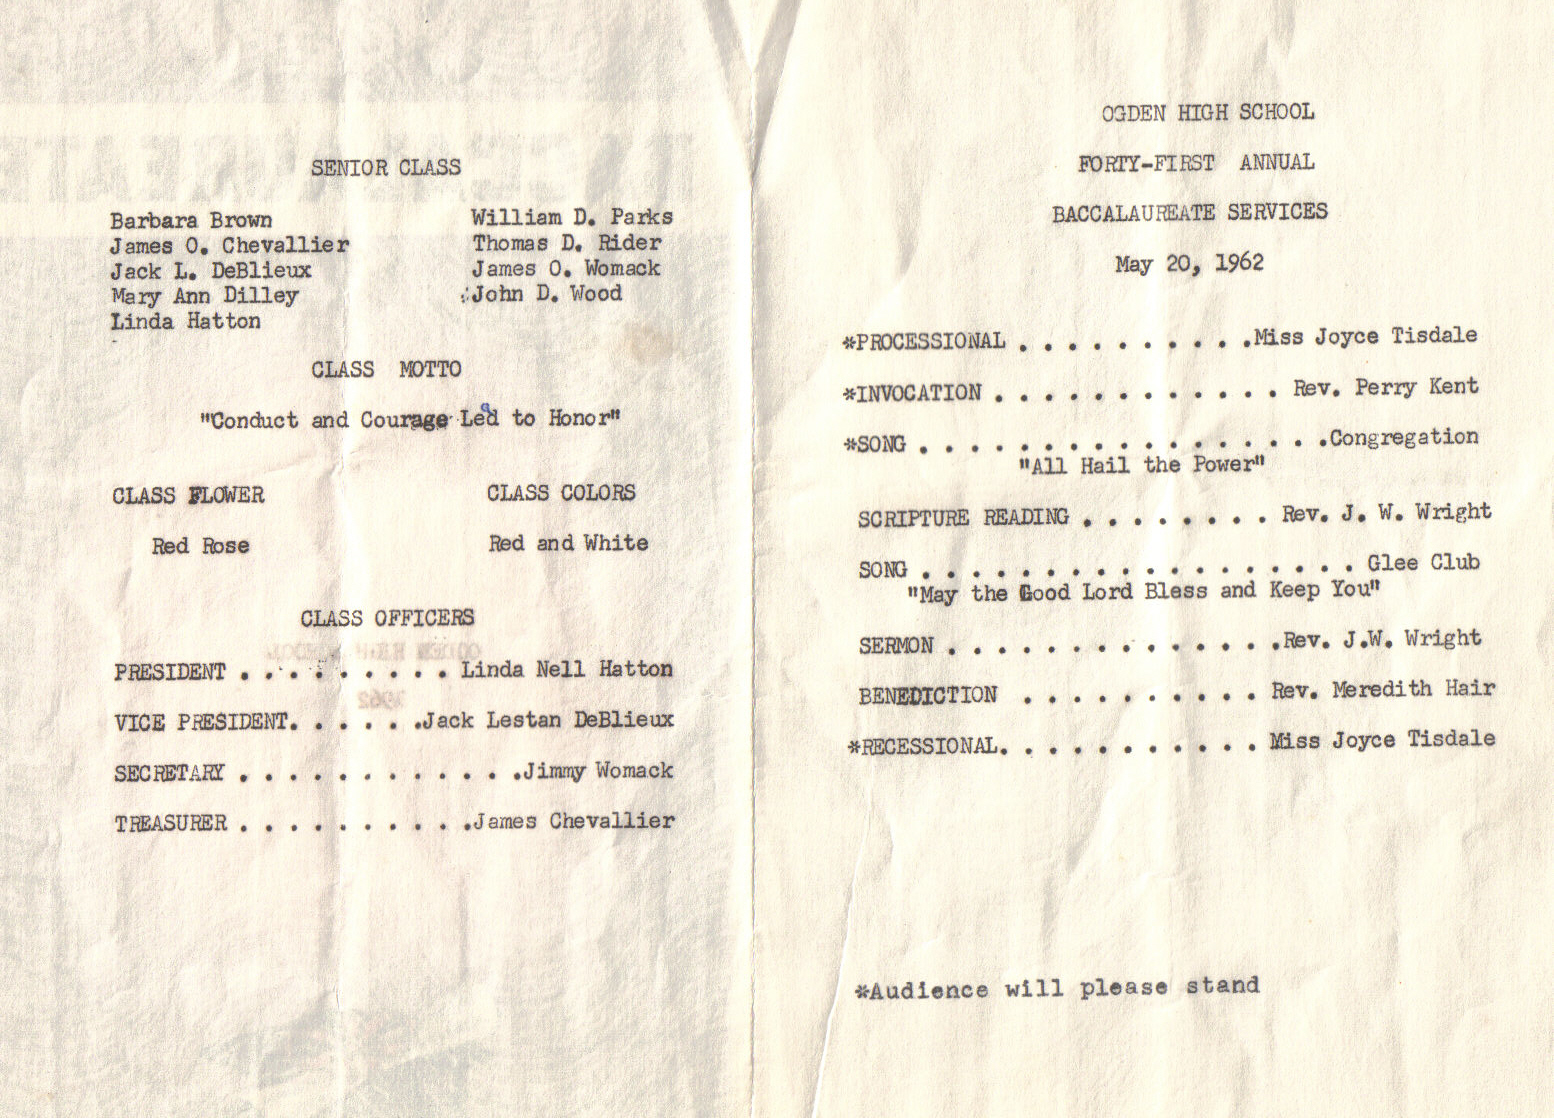 SENIOR CLASS
Barbara Brown
James O. Chevallier
Jack L. DeBlieux
Mary Ann Dilley
Linda Hatton
William D. Parks
Thomas D. Rider
James O. Womack
John D. Wood
CLASS MOTTO
"Conduct and Courage Lead to Honor"
CLASS FLOWER
Red Rose
CLASS COLORS
Red and White
CLASS OFFICERS
PRESIDENT . . . . . . . . . Linda Nell Hatton
VICE PRESIDENT. . . . . .Jack Lestan DeBlieux
SECRETARY . . . . . . . . . . . .Jimmy Womack
TREASURER . . . . . . . . . .James Chevallier
OGDEN HIGH SCHOOL
1962
OGDEN HIGH SCHOOL
FORTY-FIRST ANNUAL
BACCALAUREATE SERVICES
May 20, 1962
*PROCESSIONAL . . . . . . . . . .Miss Joyce Tisdale
*INVOCATION . . . . . . . . . . . . Rev. Perry Kent
*SONG . . . . . . . . . . . . . . . . .Congregation
"All Hail the Power"
SCRIPTURE READING . . . . . . . . Rev. J. W. Wright
SONG . . . . . . . . . . . . . . . . . . Glee Club
"May the Good Lord Bless and Keep You"
SERMON . . . . . . . . . . . . . .Rev. J.W. Wright
BENEDICTION . . . . . . . . . . Rev. Meredith Hair
*RECESSIONAL. . . . . . . . . . . Miss Joyce Tisdale
*Audience will please stand